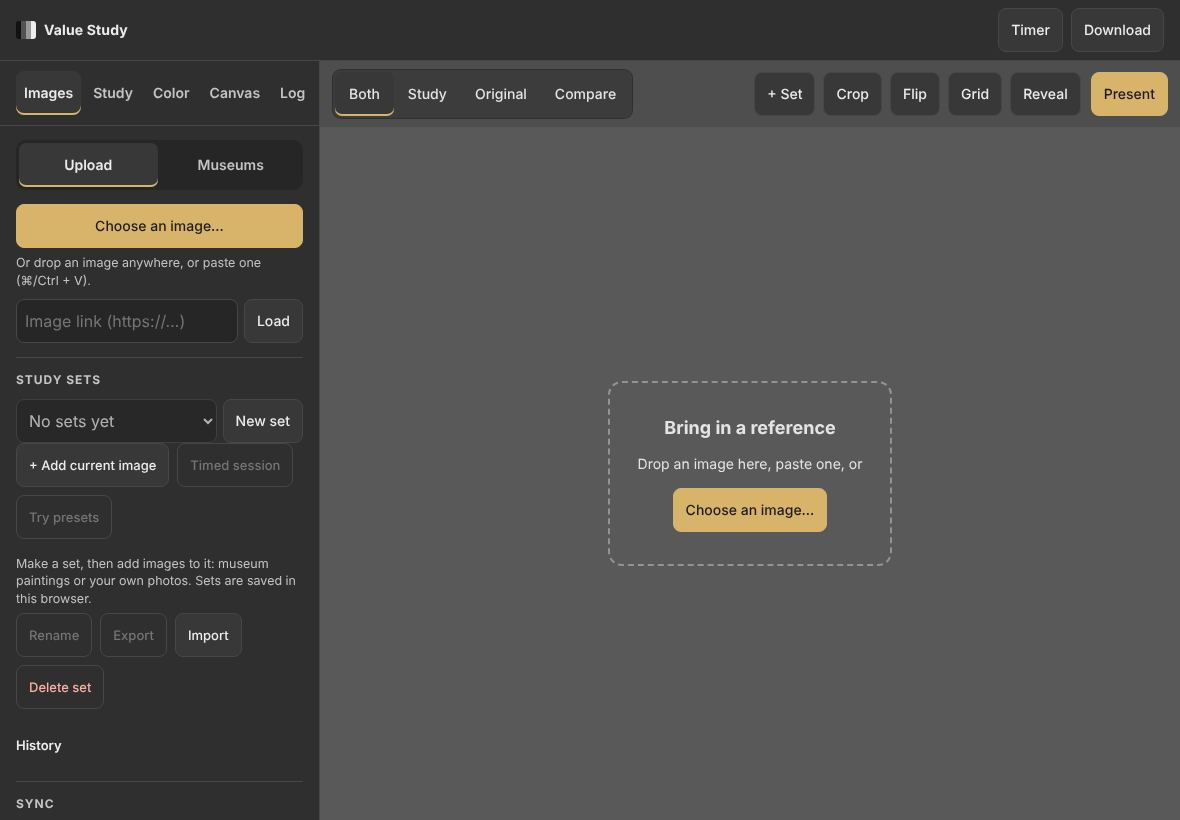 Value Study
Timer
Download
Images
Study
Color
Canvas
Log
Both
Study
Original
Compare
+ Set
Crop
Flip
Grid
Reveal
Present
Upload
Museums
Choose an image...
Or drop an image anywhere, or paste one
(⌘/Ctrl + V).
Image link (https://...)
Load
STUDY SETS
No sets yet
New set
+ Add current image
Timed session
Try presets
Make a set, then add images to it: museum
paintings or your own photos. Sets are saved in
this browser.
Rename
Export
Import
Delete set
History
SYNC
Bring in a reference
Drop an image here, paste one, or
Choose an image...